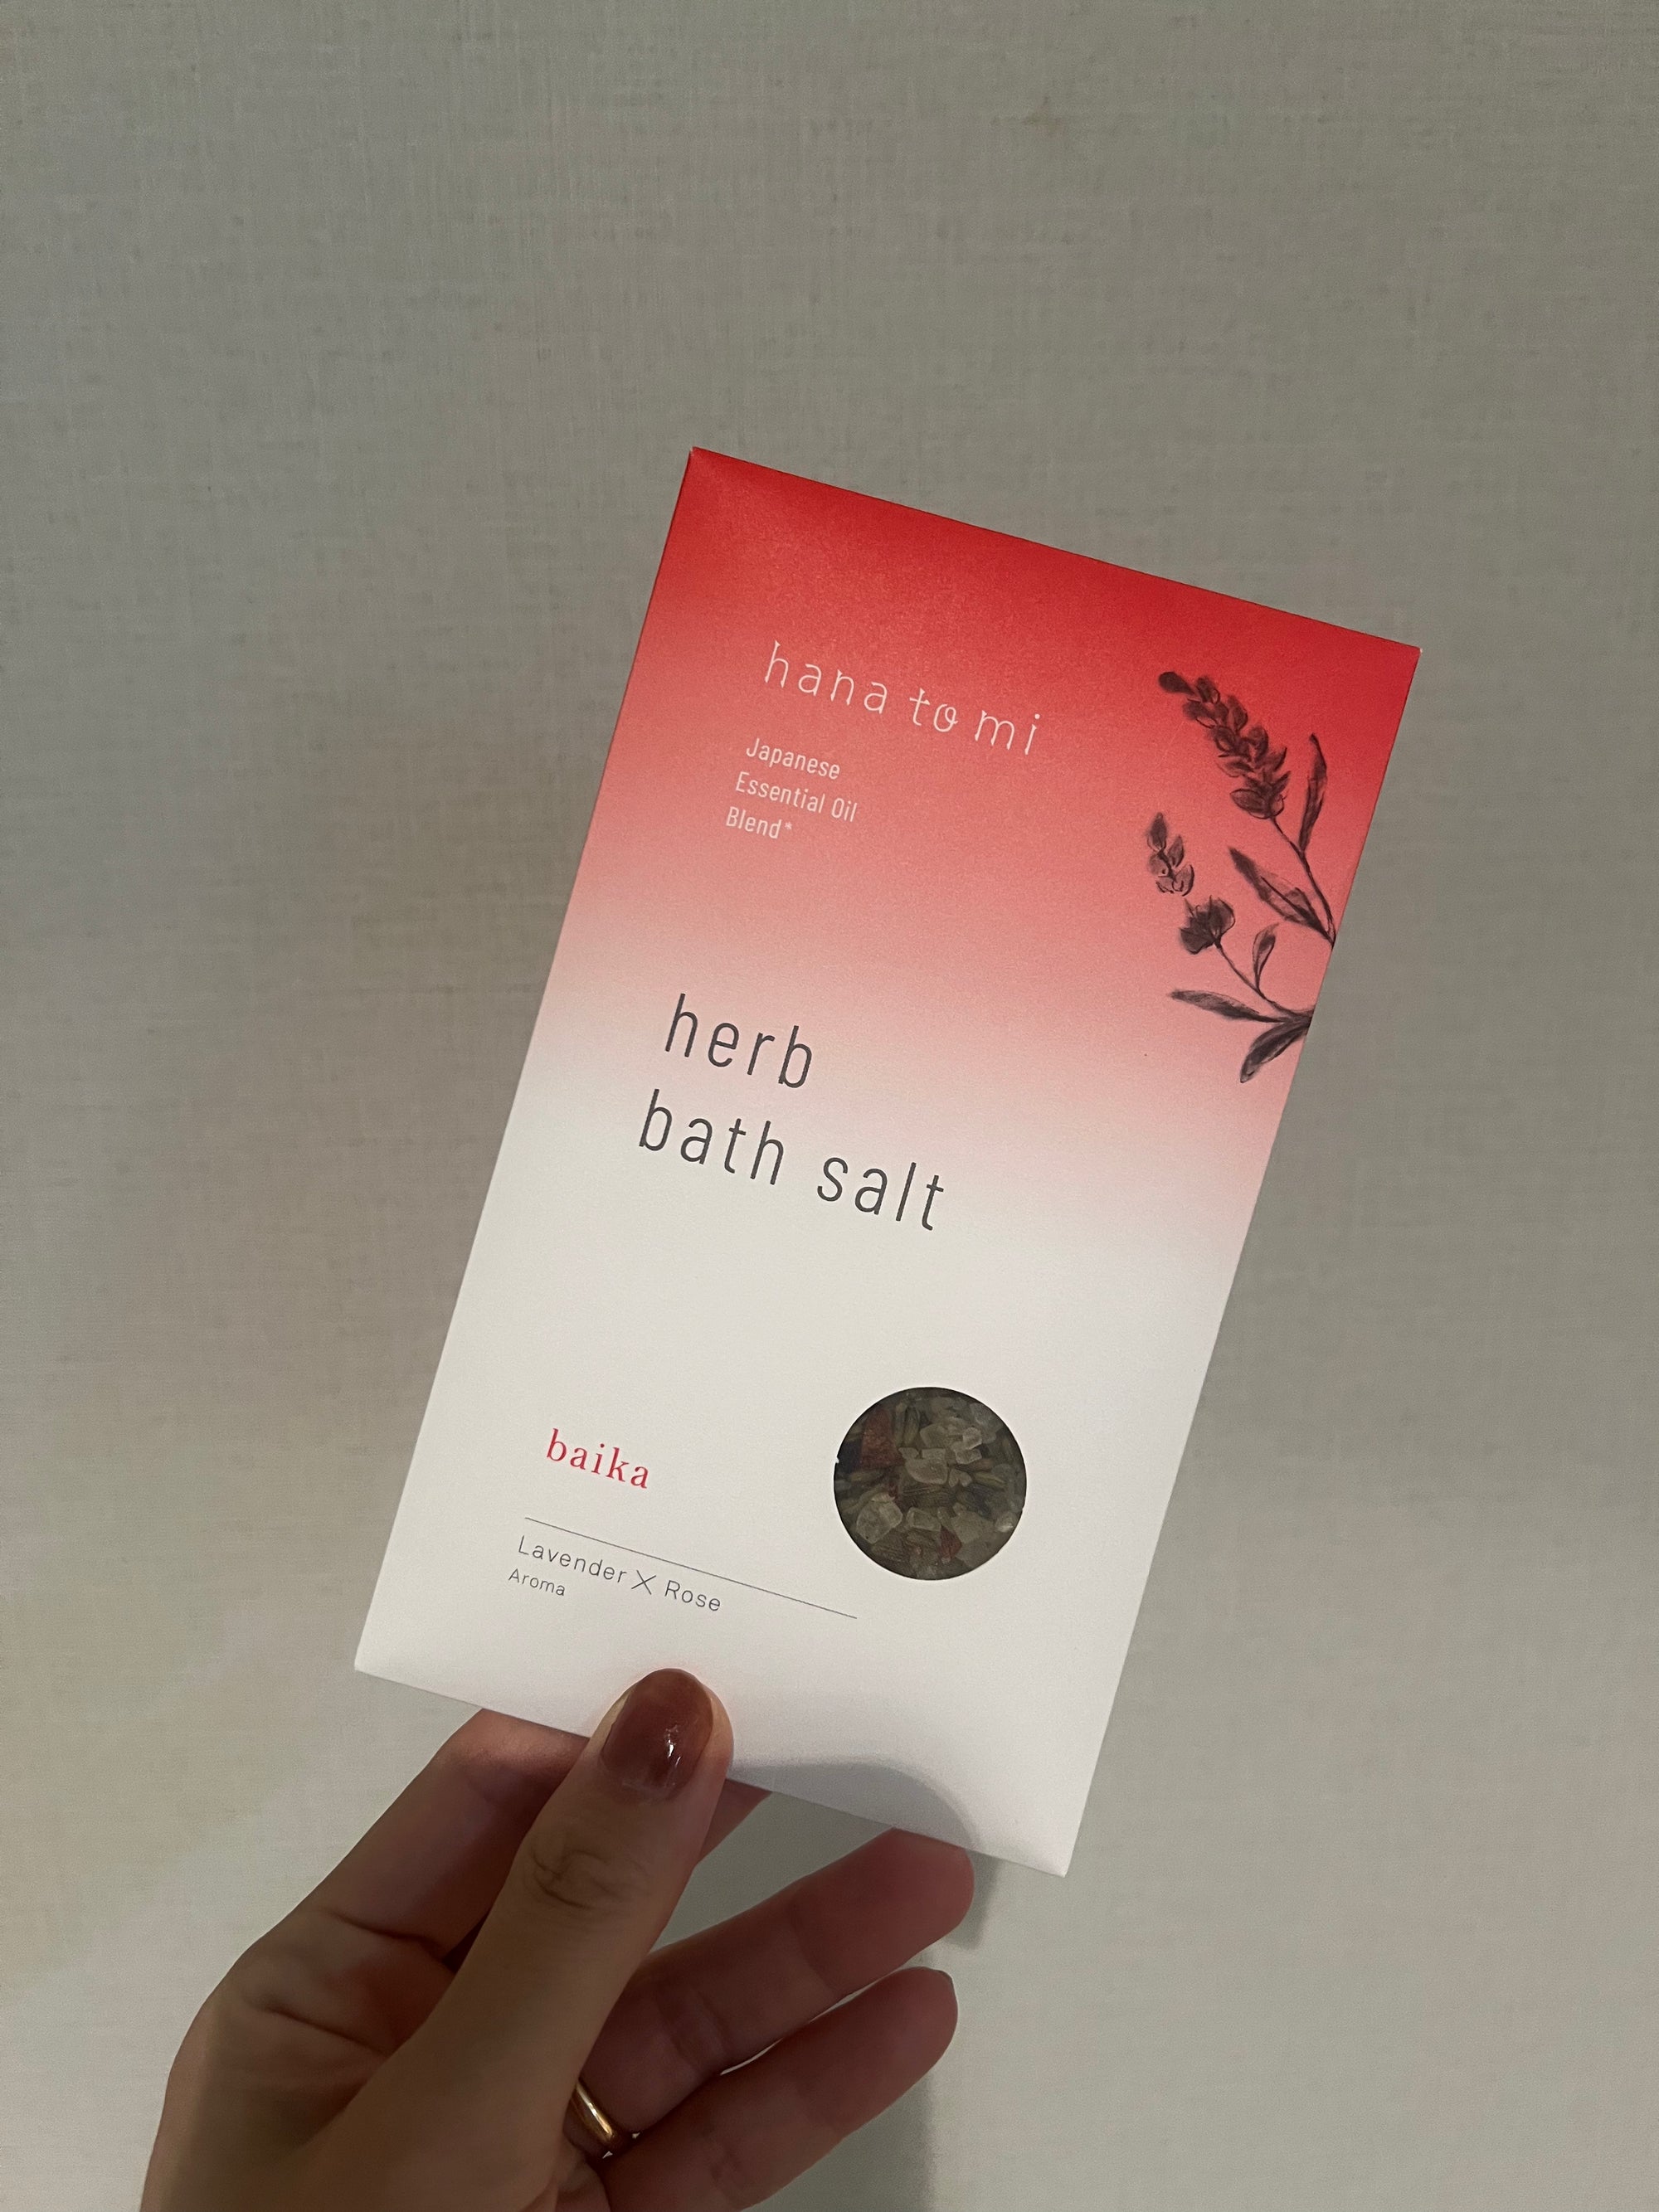 hana to mi
Japanese
Essential Oil
Blend*
herb
bath salt
baika
Lavender × Rose
Aroma